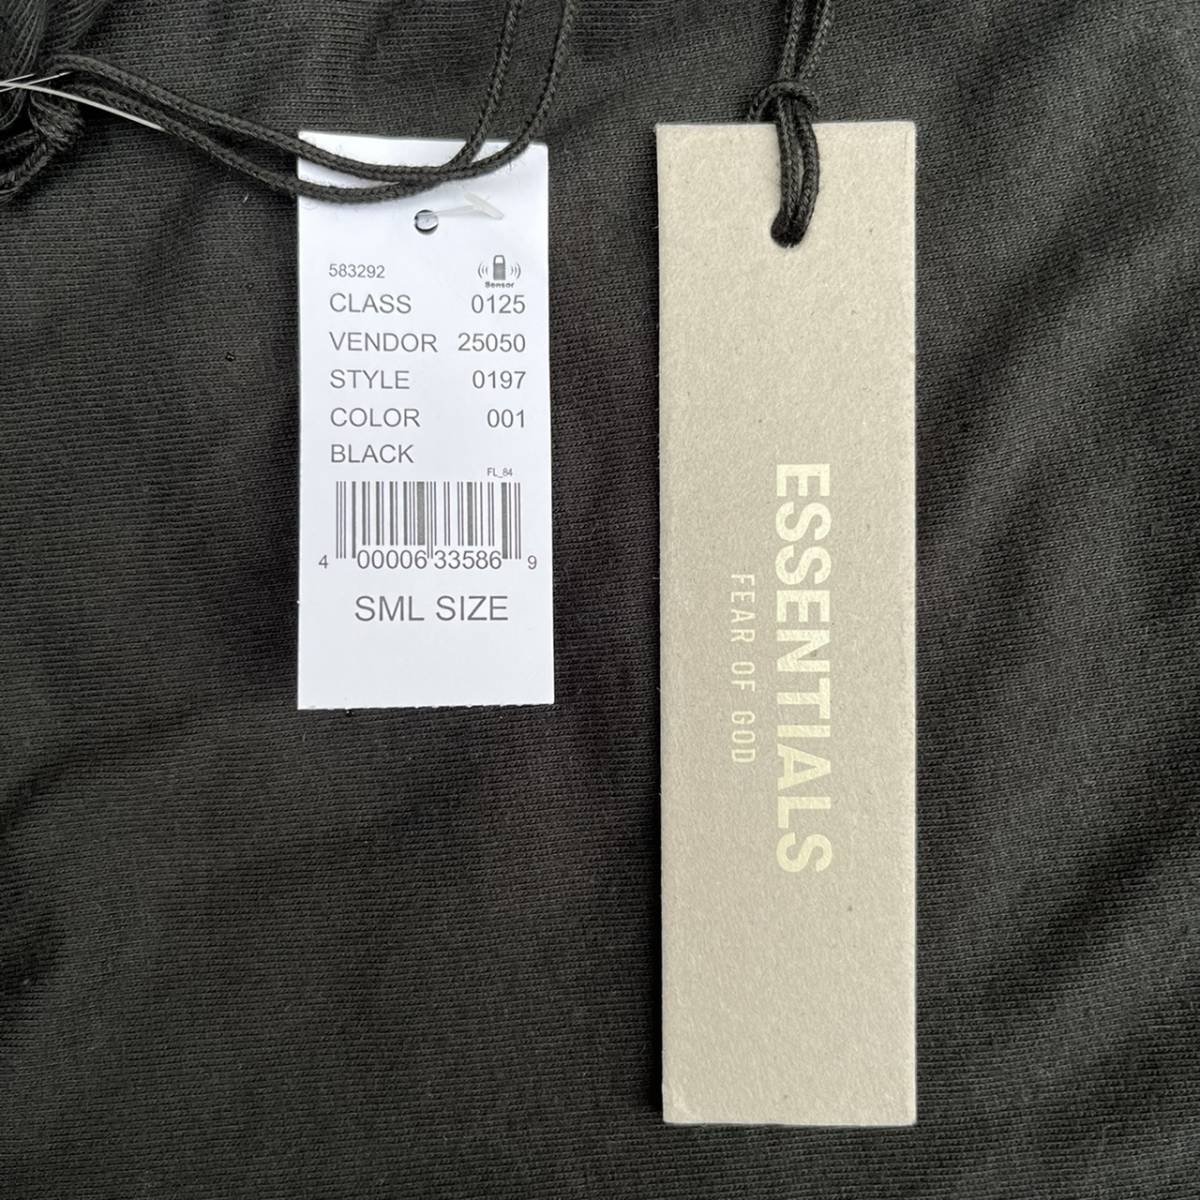 583292
Sensor
CLASS 0125
VENDOR 25050
STYLE 0197
COLOR 001
BLACK
FL_84
4 00006 33586 9
SML SIZE
ESSENTIALS
FEAR OF GOD